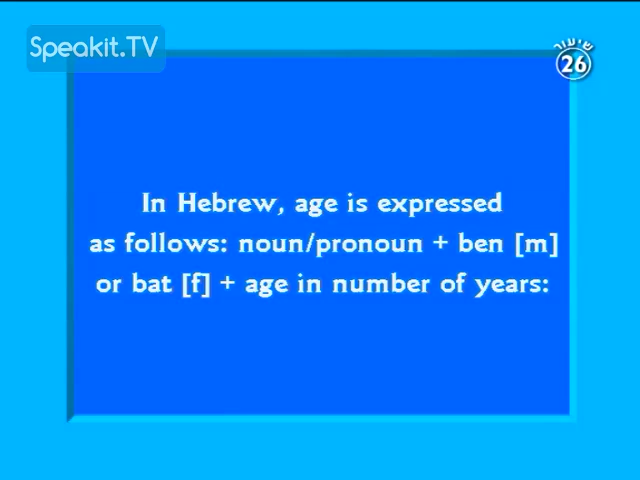 Speakit.TV
שיעור
26
In Hebrew, age is expressed
as follows: noun/pronoun + ben [m]
or bat [f] + age in number of years: